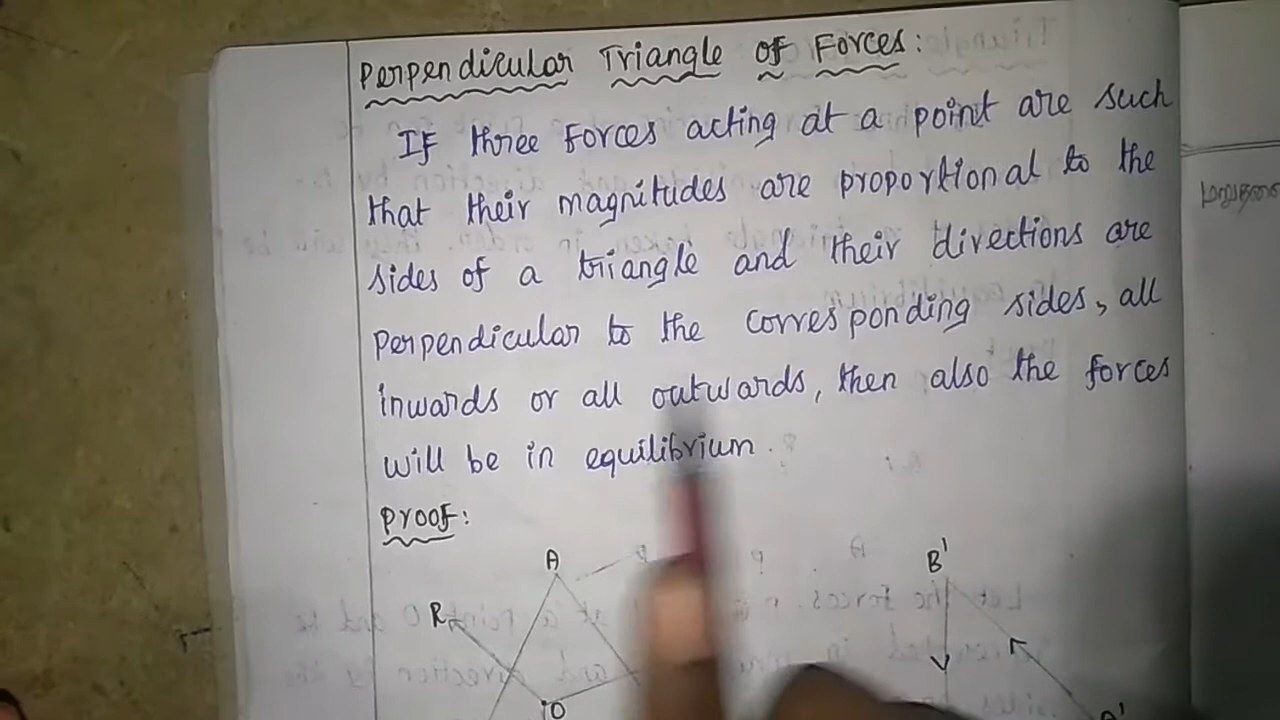 Perpendicular Triangle of Forces:
If three forces acting at a point are such
that their magnitudes are proportional to the
sides of a triangle and their directions are
perpendicular to the corresponding sides, all
inwards or all outwards, then also the forces
will be in equilibrium.
Proof:
A
B'
R
O